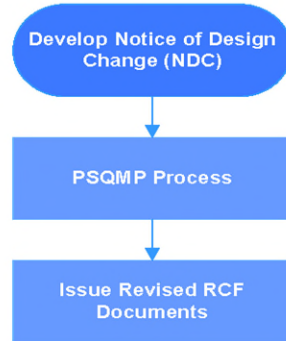 Develop Notice of Design
Change (NDC)
PSQMP Process
Issue Revised RCF
Documents